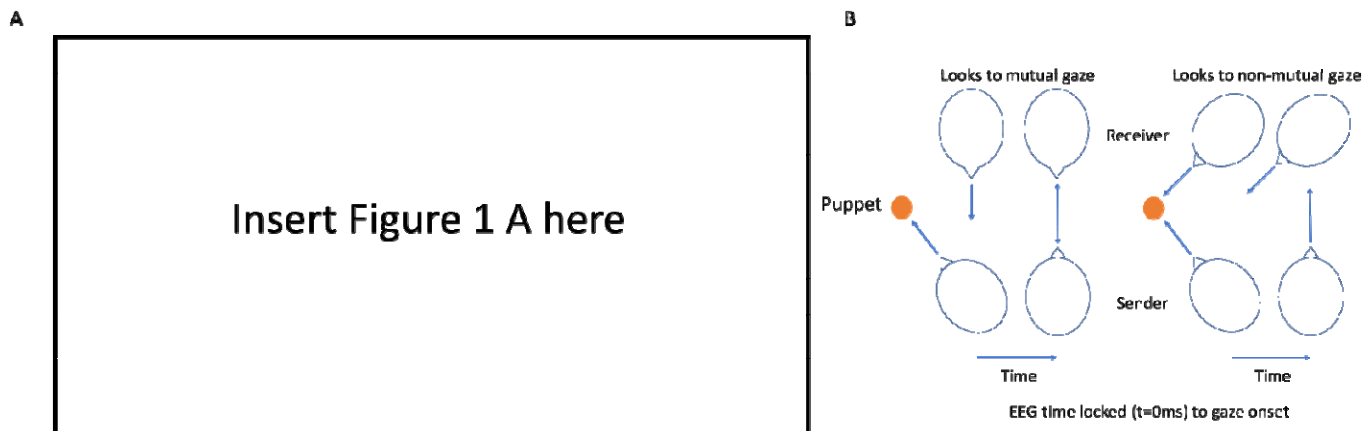 A
Insert Figure 1 A here
B
Looks to mutual gaze
Looks to non-mutual gaze
Receiver
Puppet
Sender
Time
Time
EEG time locked (t=0ms) to gaze onset